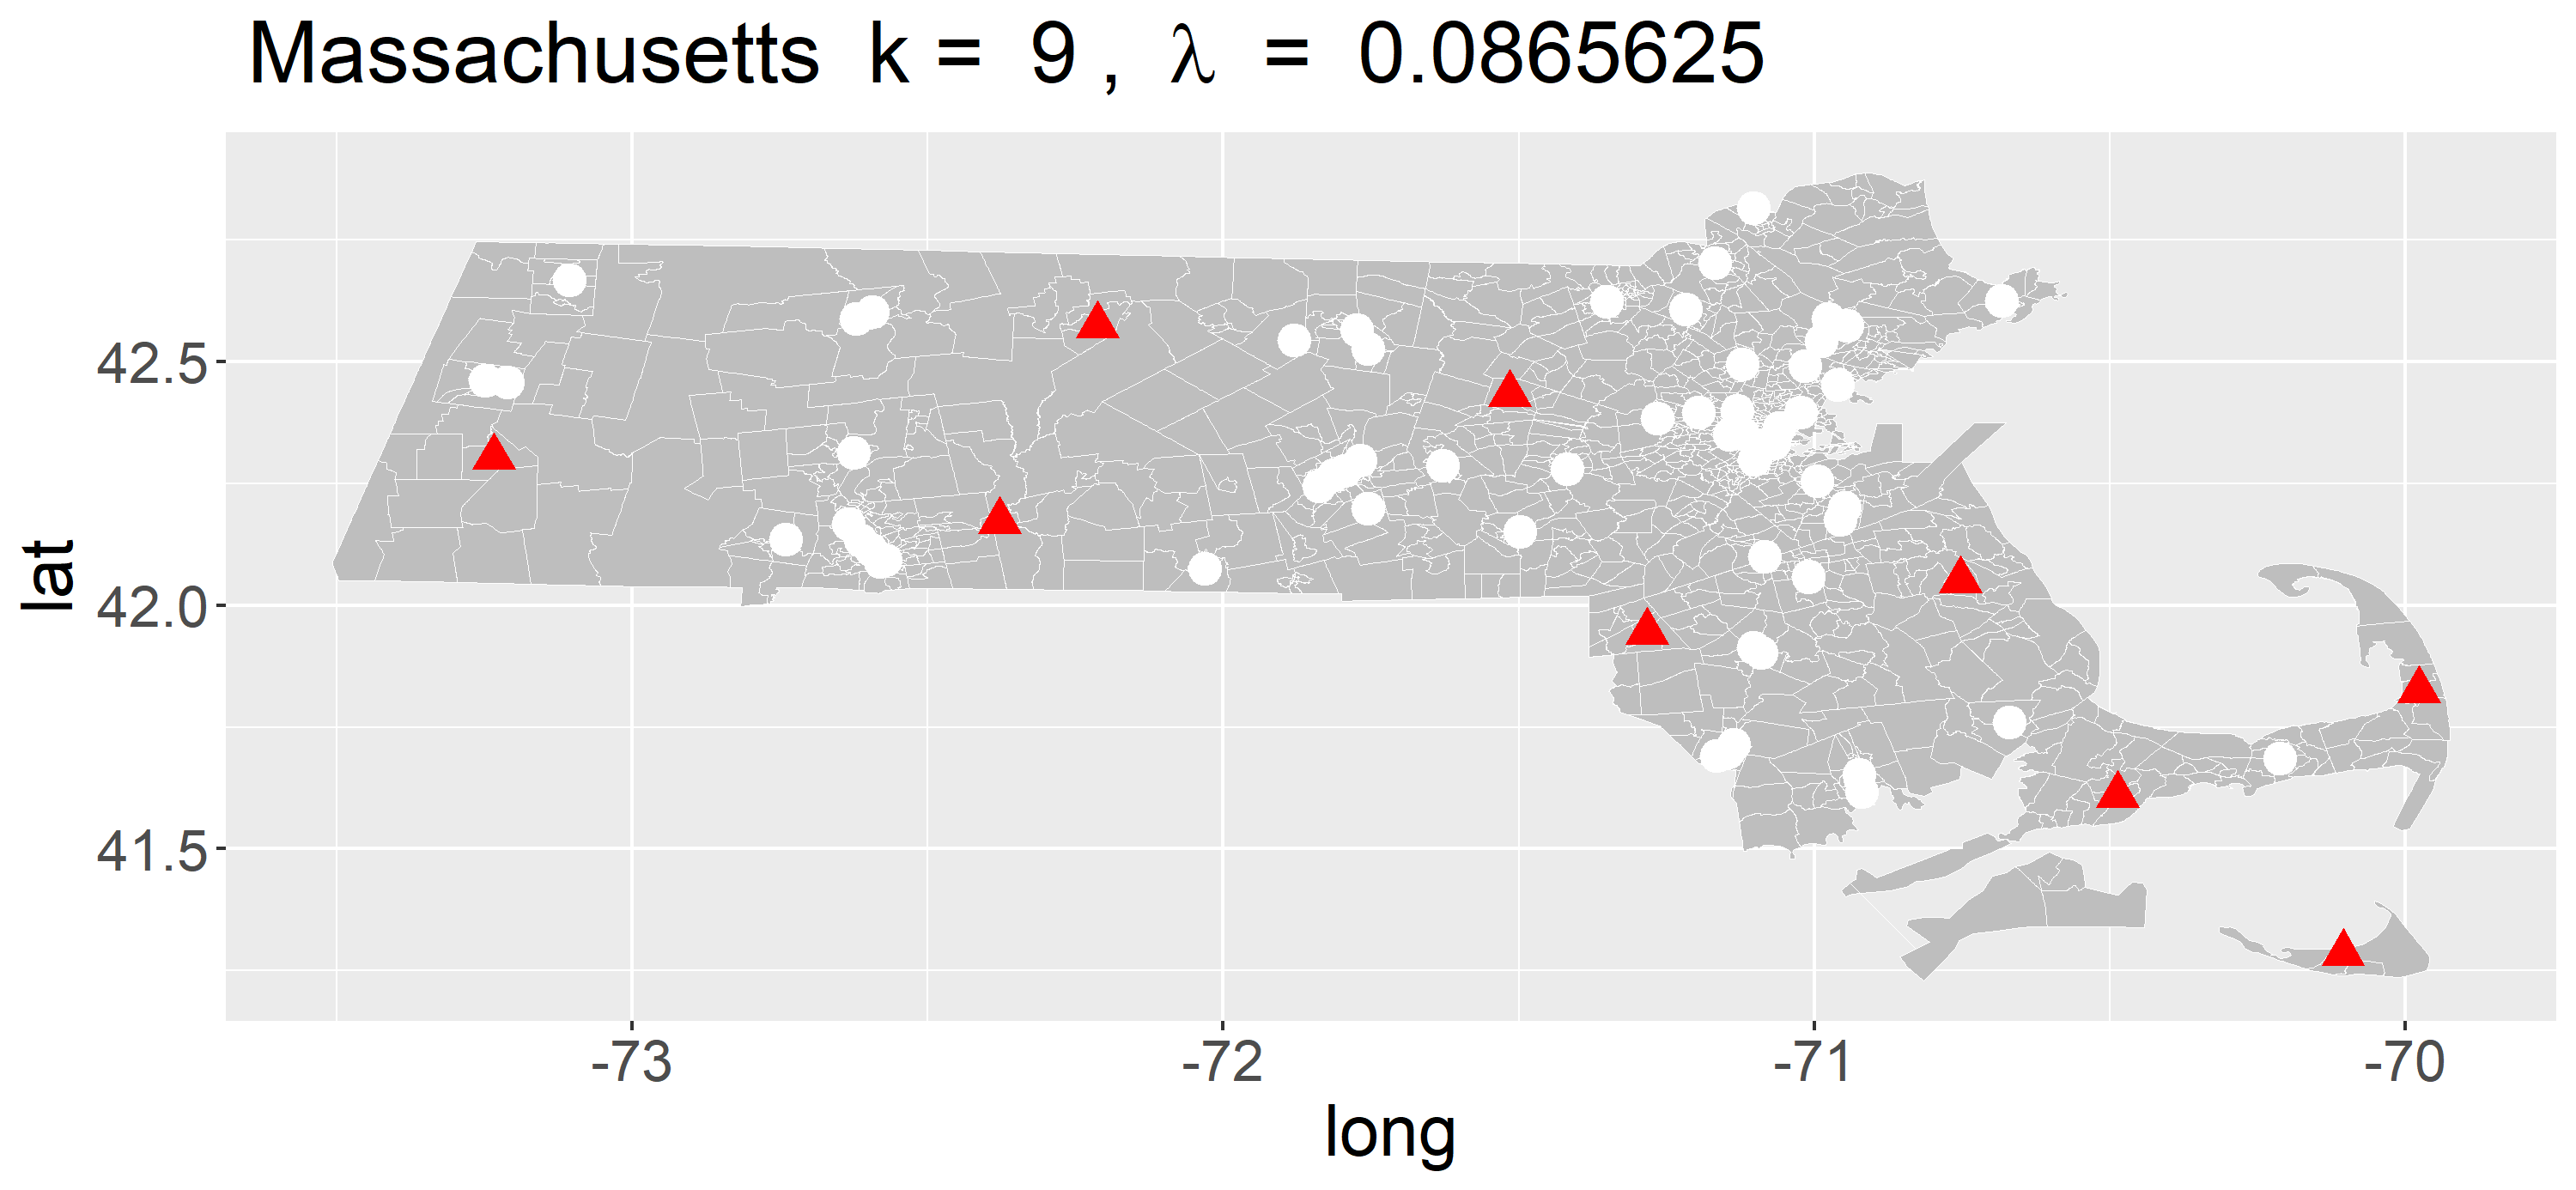 Massachusetts k = 9 , λ = 0.0865625
lat
42.5
42.0
41.5
-73 -72 -71 -70
long